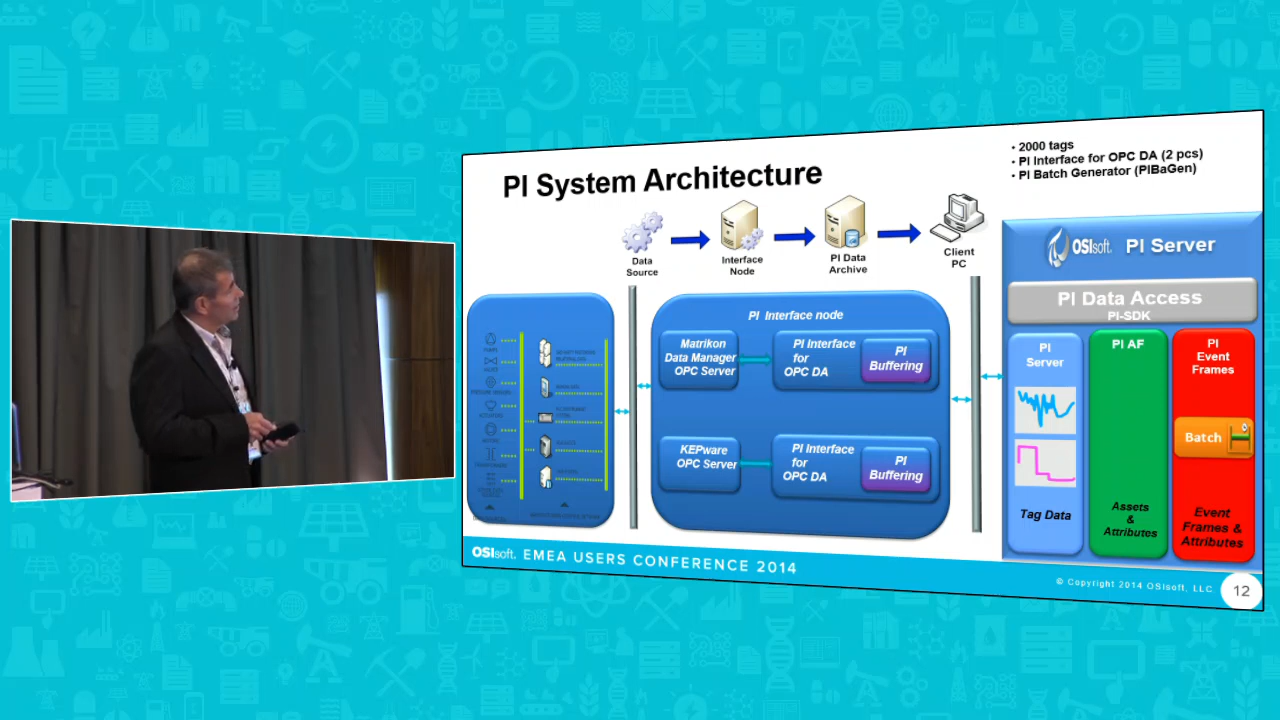 PI System Architecture
• 2000 tags
• PI Interface for OPC DA (2 pcs)
• PI Batch Generator (PIBaGen)
Data
Source
Interface
Node
PI Data
Archive
Client
PC
PI Interface node
Matrikon
Data Manager
OPC Server
PI Interface
for
OPC DA
PI
Buffering
KEPware
OPC Server
PI Interface
for
OPC DA
PI
Buffering
OSIsoft. PI Server
PI Data Access
PI-SDK
PI
Server
Tag Data
PI AF
Assets
&
Attributes
PI
Event
Frames
Batch
Event
Frames &
Attributes
OSIsoft. EMEA USERS CONFERENCE 2014
© Copyright 2014 OSIsoft, LLC.
12